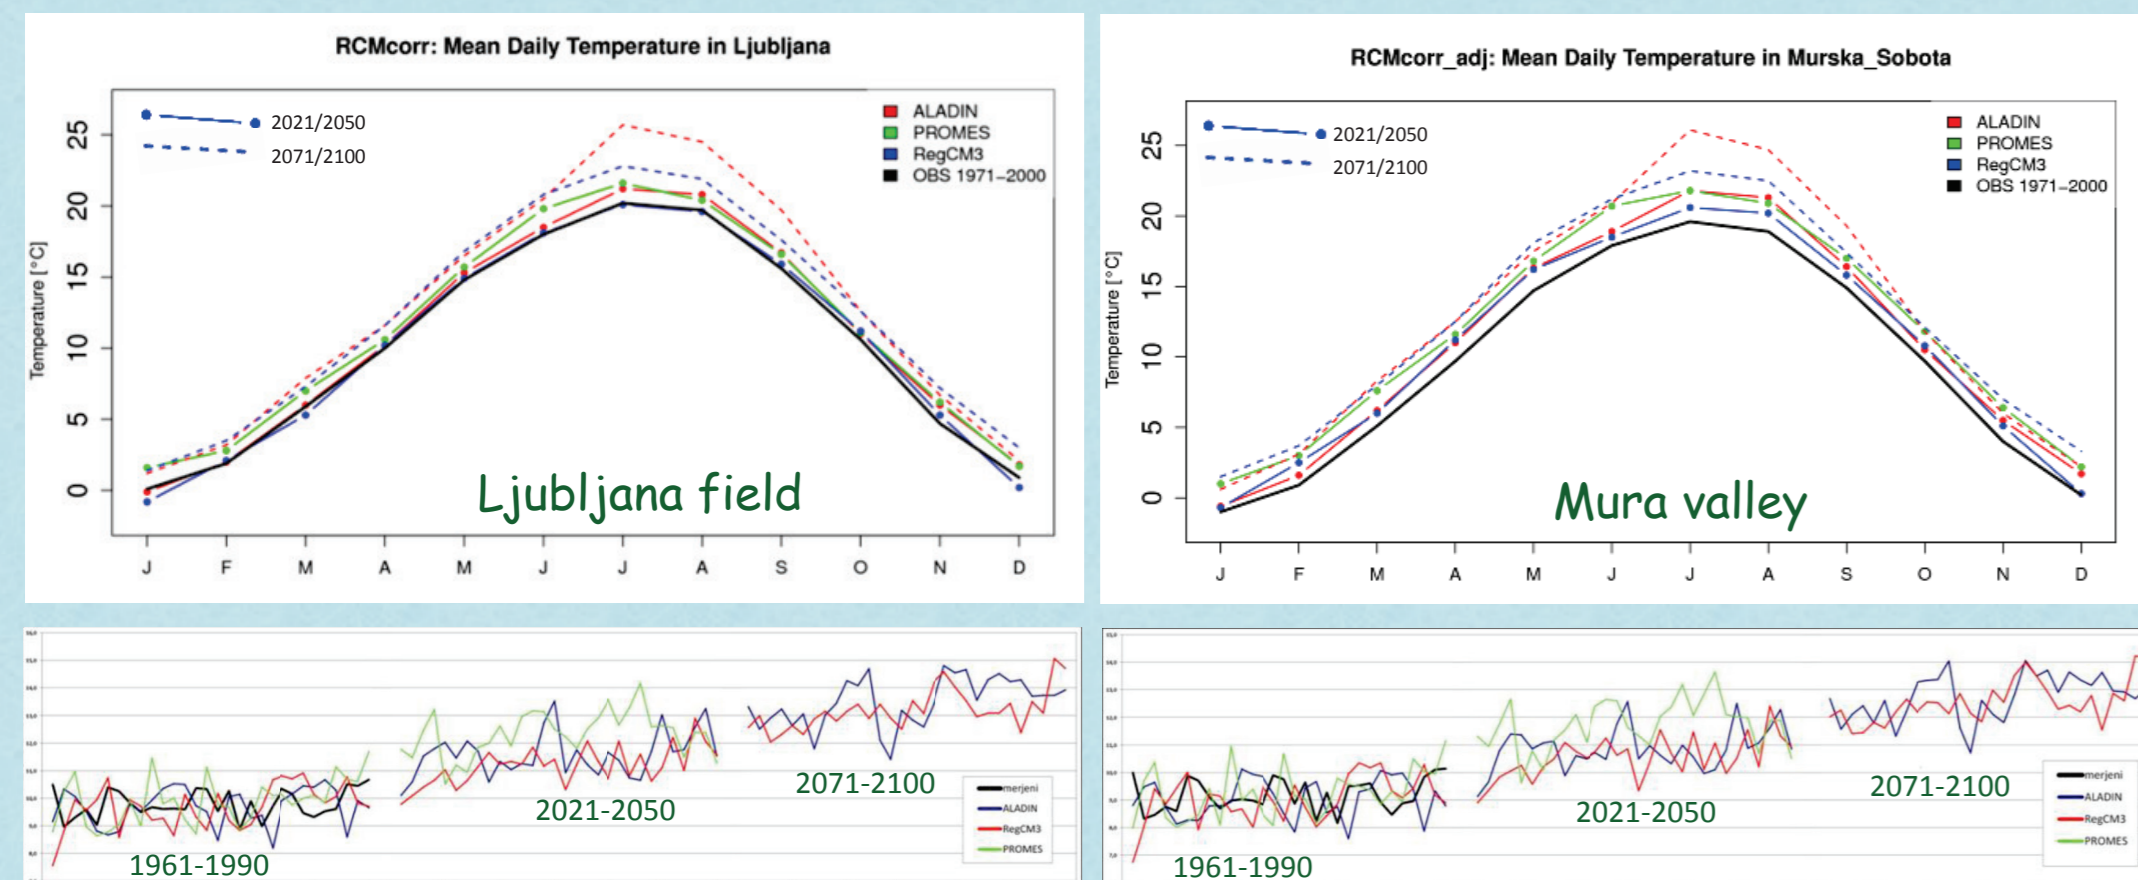 RCMcorr: Mean Daily Temperature in Ljubljana
Temperature [°C]
25
20
15
10
5
0
2021/2050
2071/2100
ALADIN
PROMES
RegCM3
OBS 1971-2000
Ljubljana field
J F M A M J J A S O N D
RCMcorr_adj: Mean Daily Temperature in Murska_Sobota
Temperature [°C]
25
20
15
10
5
0
2021/2050
2071/2100
ALADIN
PROMES
RegCM3
OBS 1971-2000
Mura valley
J F M A M J J A S O N D
1961-1990
2021-2050
2071-2100
merjeni
ALADIN
RegCM3
PROMES
1961-1990
2021-2050
2071-2100
merjeni
ALADIN
RegCM3
PROMES